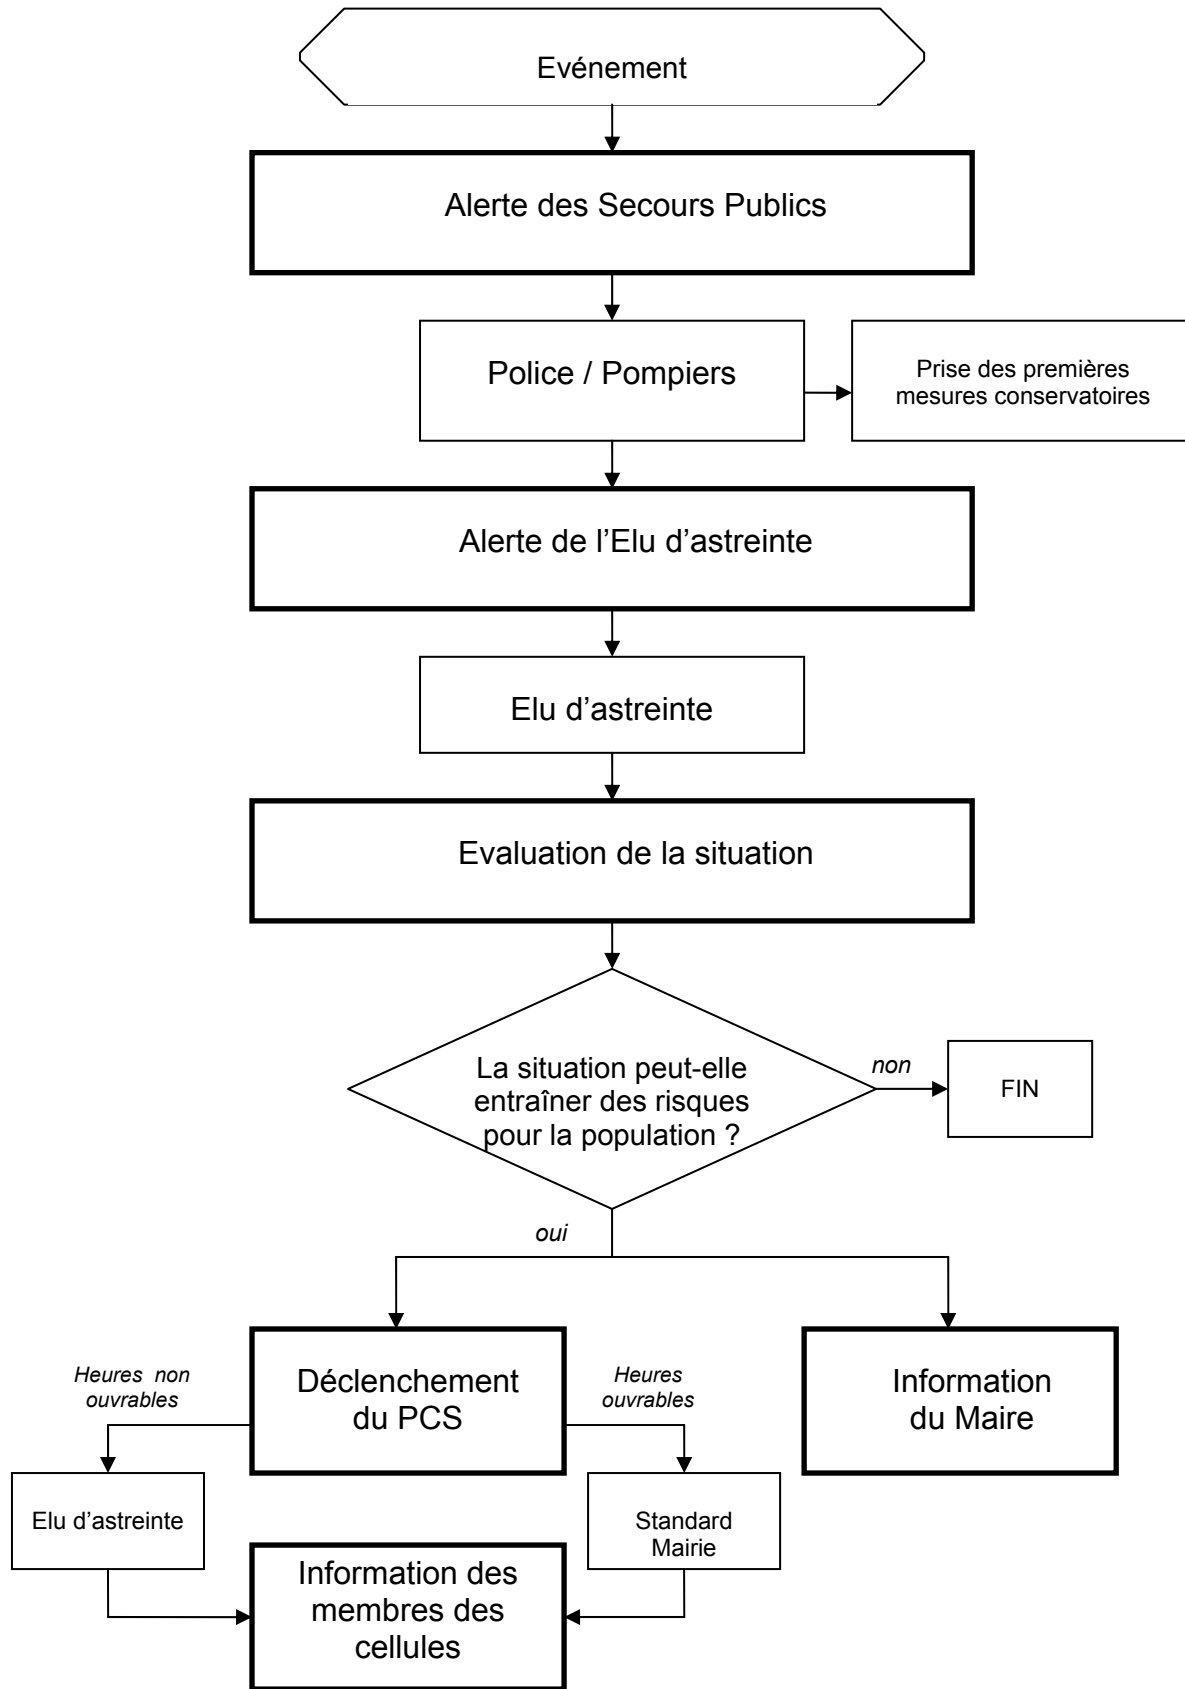 Evénement
Alerte des Secours Publics
Police / Pompiers
Prise des premières
mesures conservatoires
Alerte de l’Elu d’astreinte
Elu d’astreinte
Evaluation de la situation
La situation peut-elle
entraîner des risques
pour la population ?
non
FIN
oui
Heures non
ouvrables
Déclenchement
du PCS
Heures
ouvrables
Information
du Maire
Elu d’astreinte
Standard
Mairie
Information des
membres des
cellules